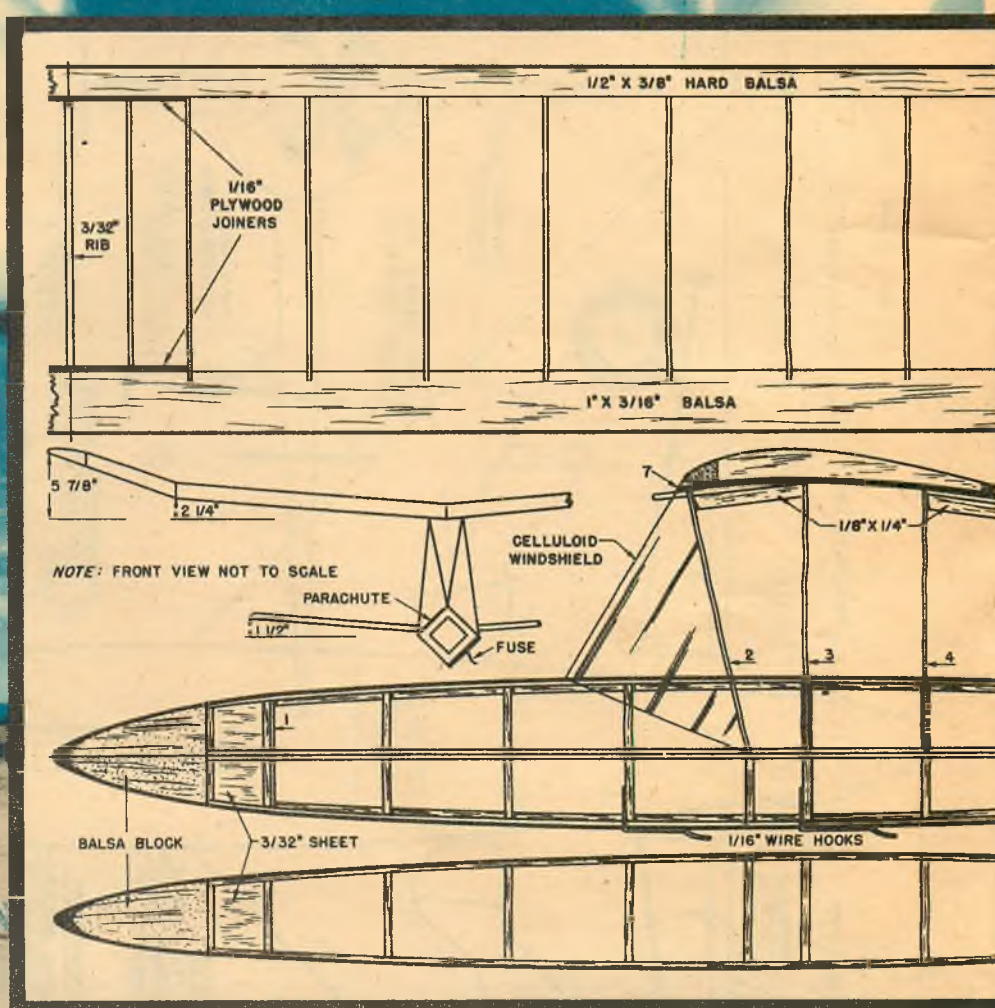 1/2" X 3/8" HARD BALSA
1/16"
PLYWOOD
JOINERS
3/32"
RIB
1" X 3/16" BALSA
5 7/8"
2 1/4"
7
1/8" X 1/4"
CELLULOID
WINDSHIELD
NOTE: FRONT VIEW NOT TO SCALE
PARACHUTE
1 1/2"
FUSE
2
3
4
1
BALSA BLOCK
3/32" SHEET
1/16" WIRE HOOKS